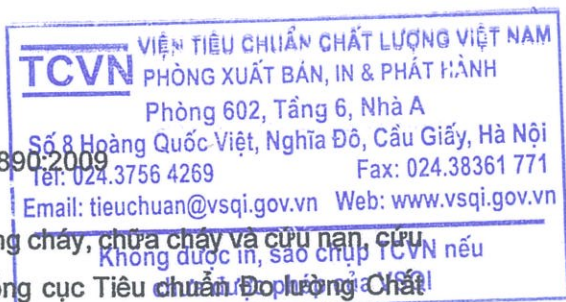 TCVN VIỆN TIÊU CHUẨN CHẤT LƯỢNG VIỆT NAM
PHÒNG XUẤT BẢN, IN & PHÁT HÀNH
Phòng 602, Tầng 6, Nhà A
Số 8 Hoàng Quốc Việt, Nghĩa Đô, Cầu Giấy, Hà Nội
890:2009
Tel: 024.3756 4269 Fax: 024.38361 771
Email: tieuchuan@vsqi.gov.vn Web: www.vsqi.gov.vn
cháy, chữa cháy và cứu nạn, cứu
Không được in, sao chụp TCVN nếu
cục Tiêu chuẩn Đo lường Chất
VSQI